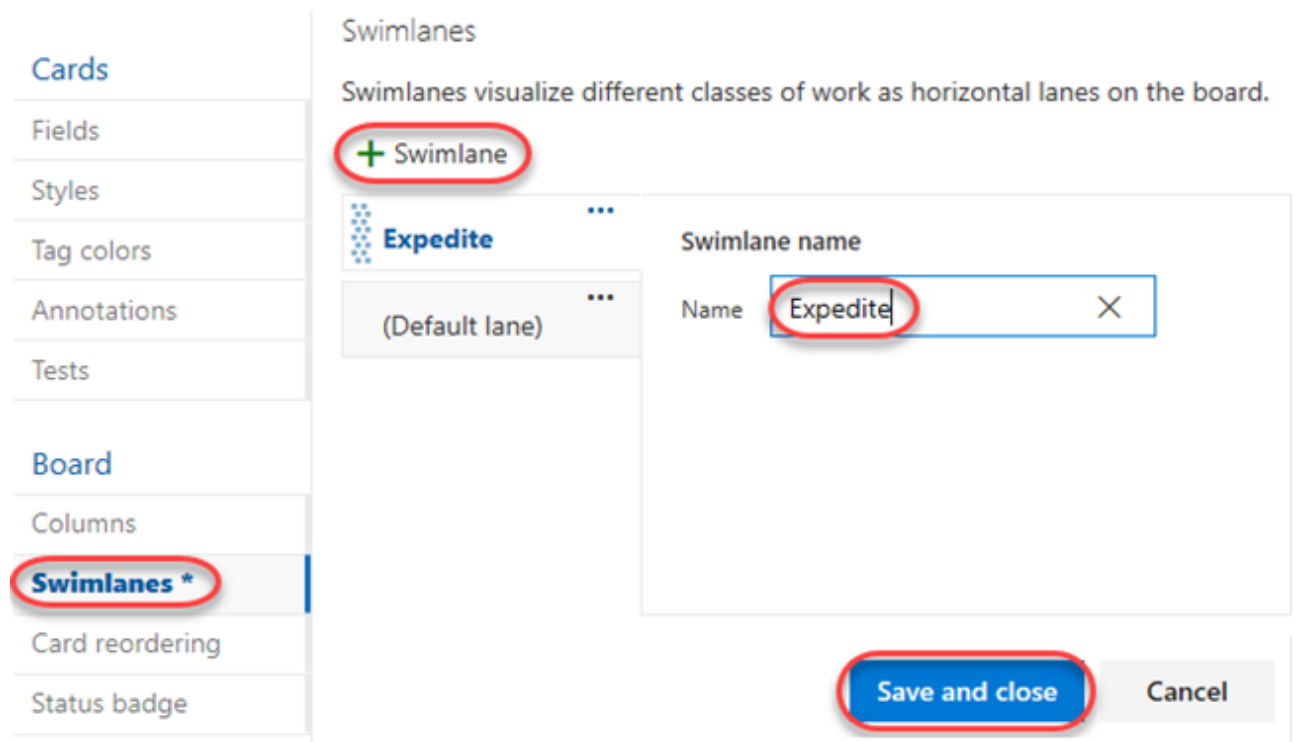 Cards
Fields
Styles
Tag colors
Annotations
Tests
Board
Columns
Swimlanes *
Card reordering
Status badge
Swimlanes
Swimlanes visualize different classes of work as horizontal lanes on the board.
+ Swimlane
Expedite
(Default lane)
Swimlane name
Name Expedite
Save and close Cancel